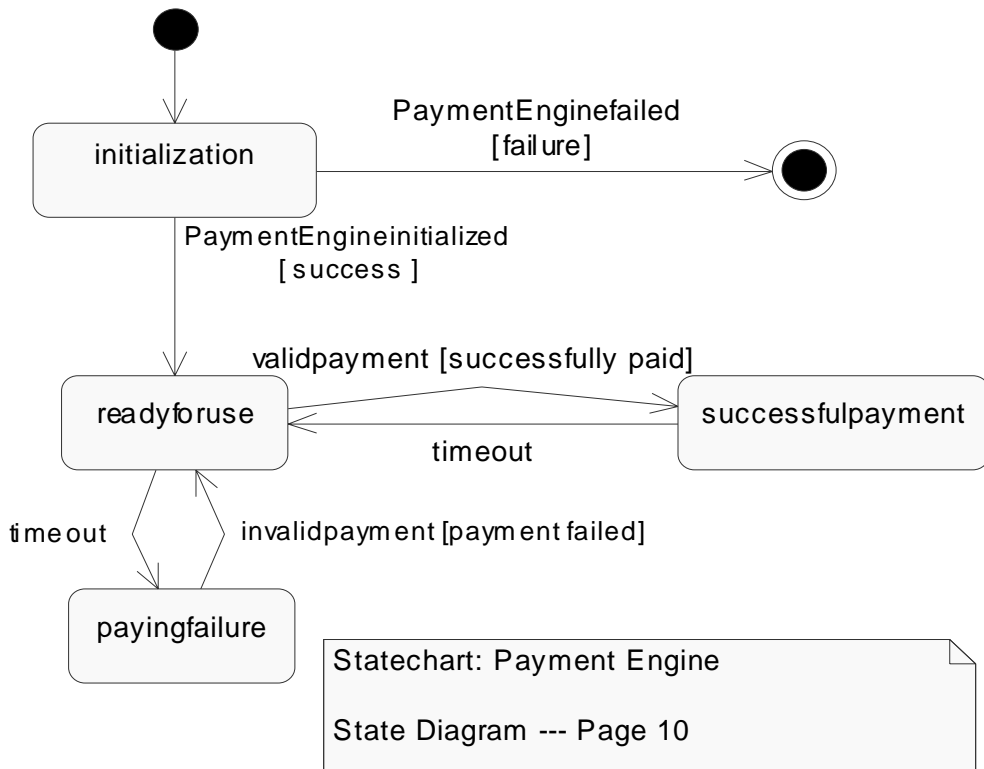 PaymentEnginefailed
[failure]
initialization
PaymentEngineinitialized
[ success ]
validpayment [successfully paid]
readyforuse
successfulpayment
timeout
timeout
invalidpayment [payment failed]
payingfailure
Statechart: Payment Engine
State Diagram --- Page 10